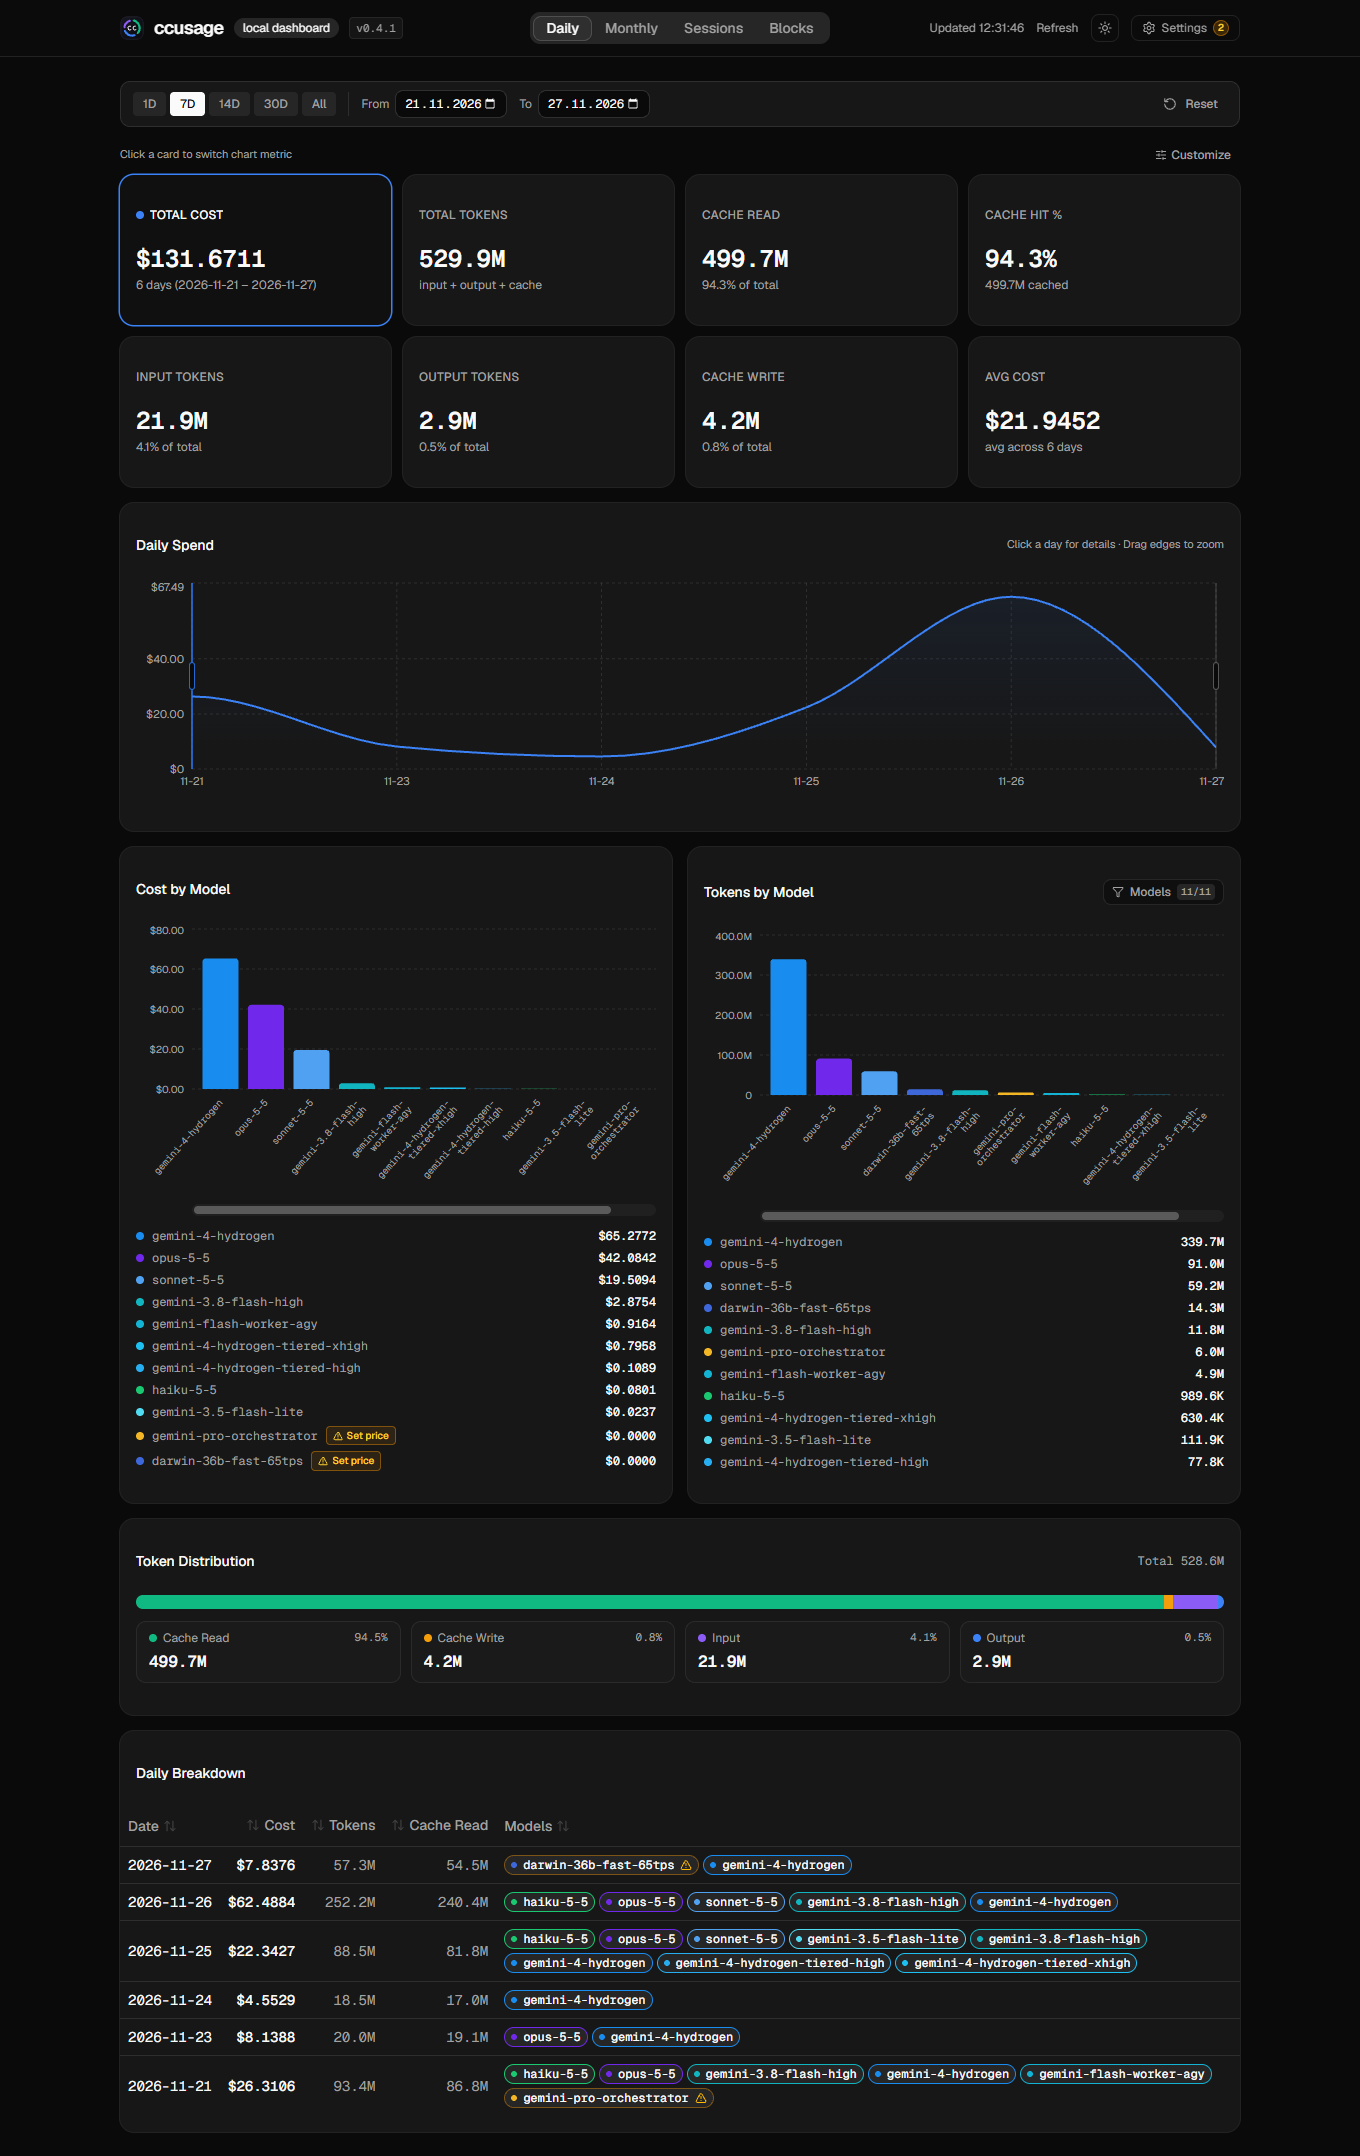 ccusage local dashboard v0.4.1 Daily Monthly Sessions Blocks Updated 12:31:46 Refresh Settings 2
1D 7D 14D 30D All From 21.11.2026 To 27.11.2026 Reset
Click a card to switch chart metric Customize
TOTAL COST
$131.6711
6 days (2026-11-21 – 2026-11-27)
TOTAL TOKENS
529.9M
input + output + cache
CACHE READ
499.7M
94.3% of total
CACHE HIT %
94.3%
499.7M cached
INPUT TOKENS
21.9M
4.1% of total
OUTPUT TOKENS
2.9M
0.5% of total
CACHE WRITE
4.2M
0.8% of total
AVG COST
$21.9452
avg across 6 days
Daily Spend Click a day for details · Drag edges to zoom
$67.49
$40.00
$20.00
$0
11-21 11-23 11-24 11-25 11-26 11-27
Cost by Model
$80.00
$60.00
$40.00
$20.00
$0.00
gemini-4-hydrogen
opus-5-5
sonnet-5-5
gemini-3.8-flash-
high
gemini-flash-
worker-agy
gemini-4-hydrogen-
tiered-xhigh
gemini-4-hydrogen-
tiered-high
haiku-5-5
gemini-3.5-flash-
lite
gemini-pro-
orchestrator
gemini-4-hydrogen $65.2772
opus-5-5 $42.0842
sonnet-5-5 $19.5094
gemini-3.8-flash-high $2.8754
gemini-flash-worker-agy $0.9164
gemini-4-hydrogen-tiered-xhigh $0.7958
gemini-4-hydrogen-tiered-high $0.1089
haiku-5-5 $0.0801
gemini-3.5-flash-lite $0.0237
gemini-pro-orchestrator Set price $0.0000
darwin-36b-fast-65tps Set price $0.0000
Tokens by Model Models 11/11
400.0M
300.0M
200.0M
100.0M
0
gemini-4-hydrogen
opus-5-5
sonnet-5-5
darwin-36b-fast-
65tps
gemini-3.8-flash-
high
gemini-pro-
orchestrator
gemini-flash-
worker-agy
haiku-5-5
gemini-4-hydrogen-
tiered-xhigh
gemini-3.5-flash-
lite
gemini-4-hydrogen 339.7M
opus-5-5 91.0M
sonnet-5-5 59.2M
darwin-36b-fast-65tps 14.3M
gemini-3.8-flash-high 11.8M
gemini-pro-orchestrator 6.0M
gemini-flash-worker-agy 4.9M
haiku-5-5 989.6K
gemini-4-hydrogen-tiered-xhigh 630.4K
gemini-3.5-flash-lite 111.9K
gemini-4-hydrogen-tiered-high 77.8K
Token Distribution Total 528.6M
Cache Read 94.5%
499.7M
Cache Write 0.8%
4.2M
Input 4.1%
21.9M
Output 0.5%
2.9M
Daily Breakdown
Date Cost Tokens Cache Read Models
2026-11-27 $7.8376 57.3M 54.5M darwin-36b-fast-65tps gemini-4-hydrogen
2026-11-26 $62.4884 252.2M 240.4M haiku-5-5 opus-5-5 sonnet-5-5 gemini-3.8-flash-high gemini-4-hydrogen
2026-11-25 $22.3427 88.5M 81.8M haiku-5-5 opus-5-5 sonnet-5-5 gemini-3.5-flash-lite gemini-3.8-flash-high
gemini-4-hydrogen gemini-4-hydrogen-tiered-high gemini-4-hydrogen-tiered-xhigh
2026-11-24 $4.5529 18.5M 17.0M gemini-4-hydrogen
2026-11-23 $8.1388 20.0M 19.1M opus-5-5 gemini-4-hydrogen
2026-11-21 $26.3106 93.4M 86.8M haiku-5-5 opus-5-5 gemini-3.8-flash-high gemini-4-hydrogen gemini-flash-worker-agy
gemini-pro-orchestrator